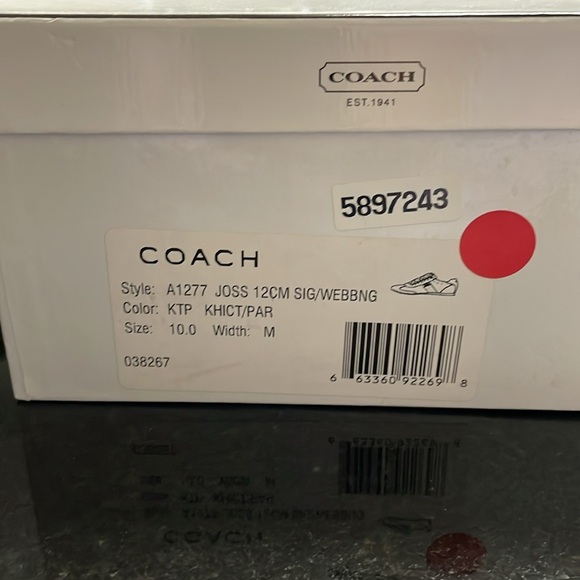 COACH
EST.1941
5897243
COACH
Style: A1277 JOSS 12CM SIG/WEBBNG
Color: KTP KHICT/PAR
Size: 10.0 Width: M
038267
6 63360 92269 8